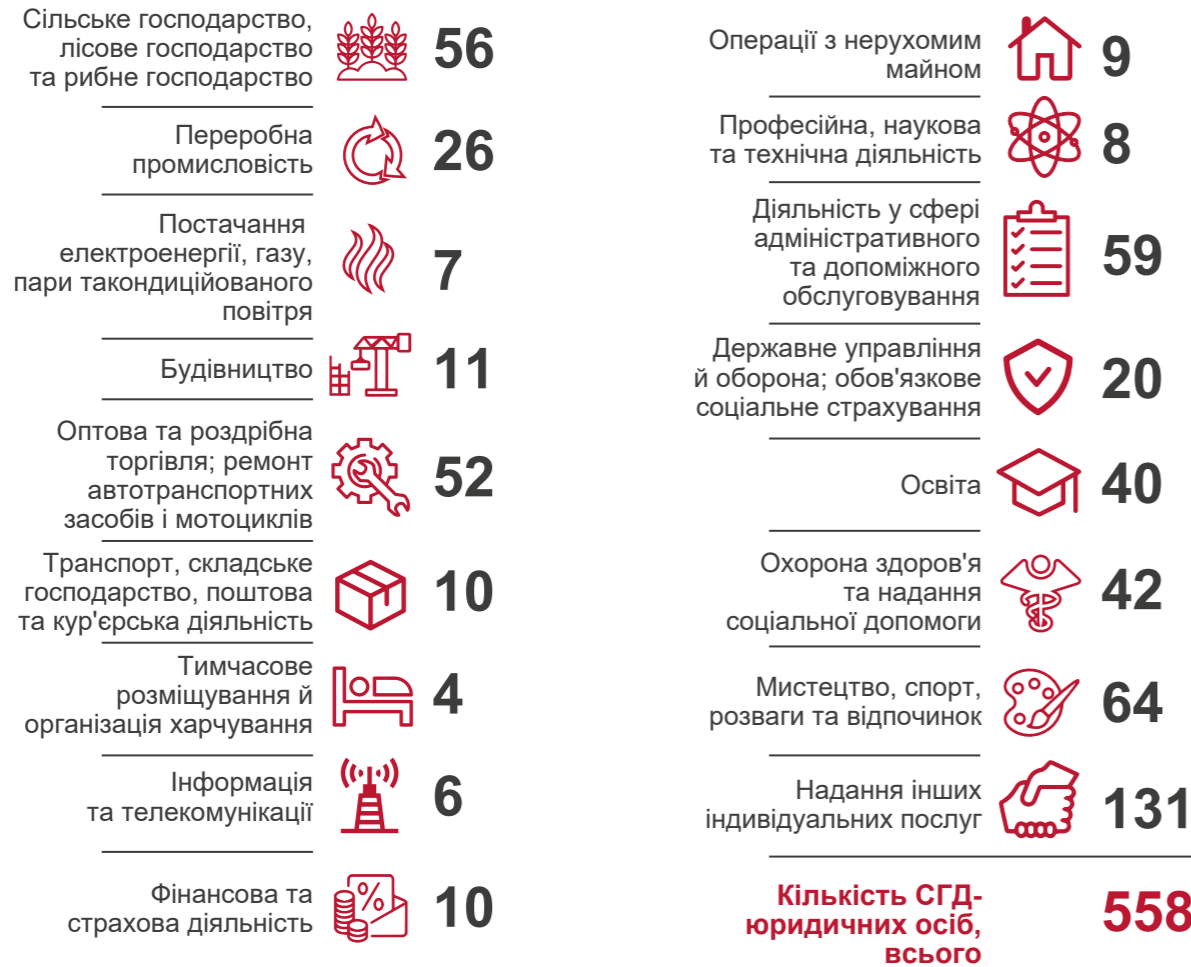 Сільське господарство,
лісове господарство
та рибне господарство
56
Переробна
промисловість
26
Постачання
електроенергії, газу,
пари такондиційованого
повітря
7
Будівництво
11
Оптова та роздрібна
торгівля; ремонт
автотранспортних
засобів і мотоциклів
52
Транспорт, складське
господарство, поштова
та кур'єрська діяльність
10
Тимчасове
розміщування й
організація харчування
4
Інформація
та телекомунікації
6
Фінансова та
страхова діяльність
%
10
Операції з нерухомим
майном
9
Професійна, наукова
та технічна діяльність
8
Діяльність у сфері
адміністративного
та допоміжного
обслуговування
59
Державне управління
й оборона; обов'язкове
соціальне страхування
20
Освіта
40
Охорона здоров'я
та надання
соціальної допомоги
42
Мистецтво, спорт,
розваги та відпочинок
64
Надання інших
індивідуальних послуг
131
Кількість СГД-
юридичних осіб,
всього
558